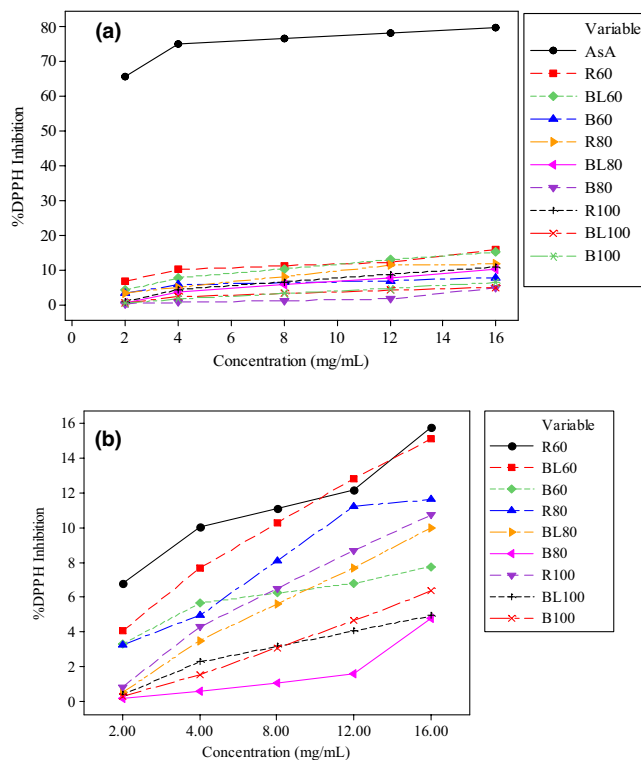 (a)
%DPPH Inhibition
80
70
60
50
40
30
20
10
0
0 2 4 6 8 10 12 14 16
Concentration (mg/mL)
Variable
AsA
R60
BL60
B60
R80
BL80
B80
R100
BL100
B100
(b)
%DPPH Inhibition
16
14
12
10
8
6
4
2
0
2.00 4.00 8.00 12.00 16.00
Concentration (mg/mL)
Variable
R60
BL60
B60
R80
BL80
B80
R100
BL100
B100